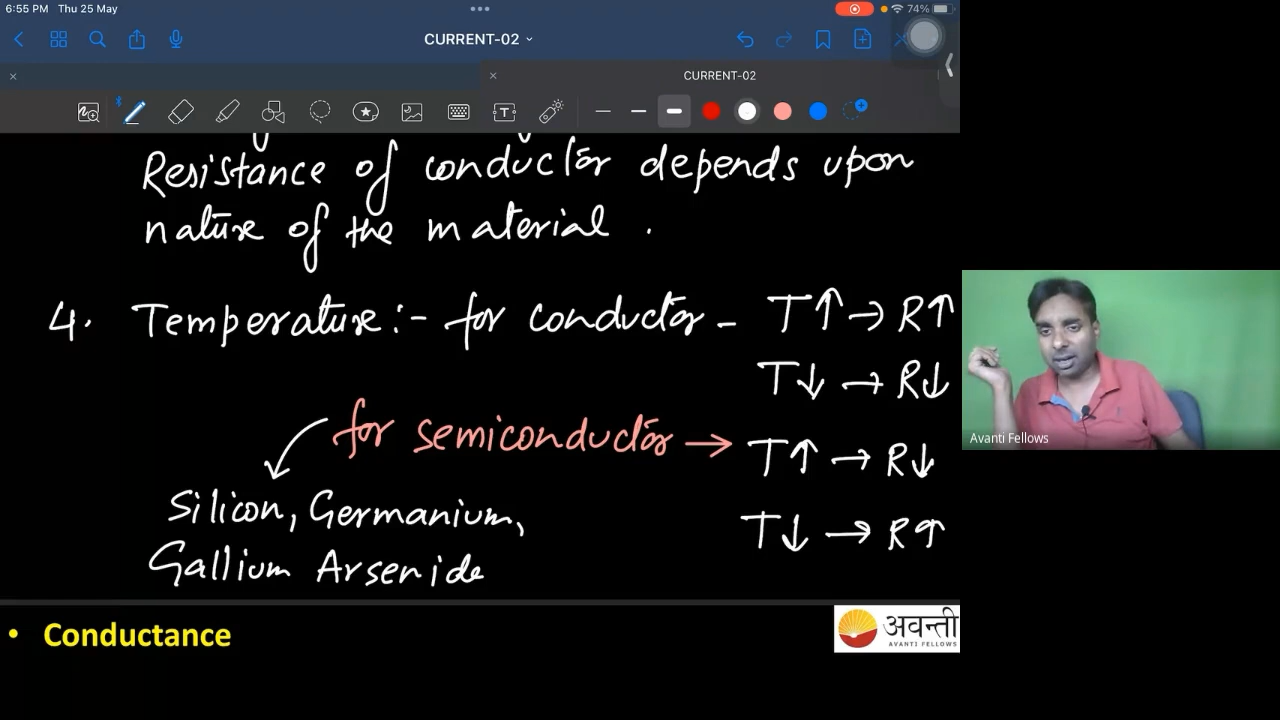 6:55 PM Thu 25 May
74%
CURRENT-02
CURRENT-02
Resistance of conductor depends upon
nature of the material .
4. Temperature :- for conductor - T↑ → R↑
T↓ → R↓
for semiconductor → T↑ → R↓
Silicon, Germanium, T↓ → R↑
Gallium Arsenide
• Conductance
अवन्ती
AVANTI FELLOWS
Avanti Fellows